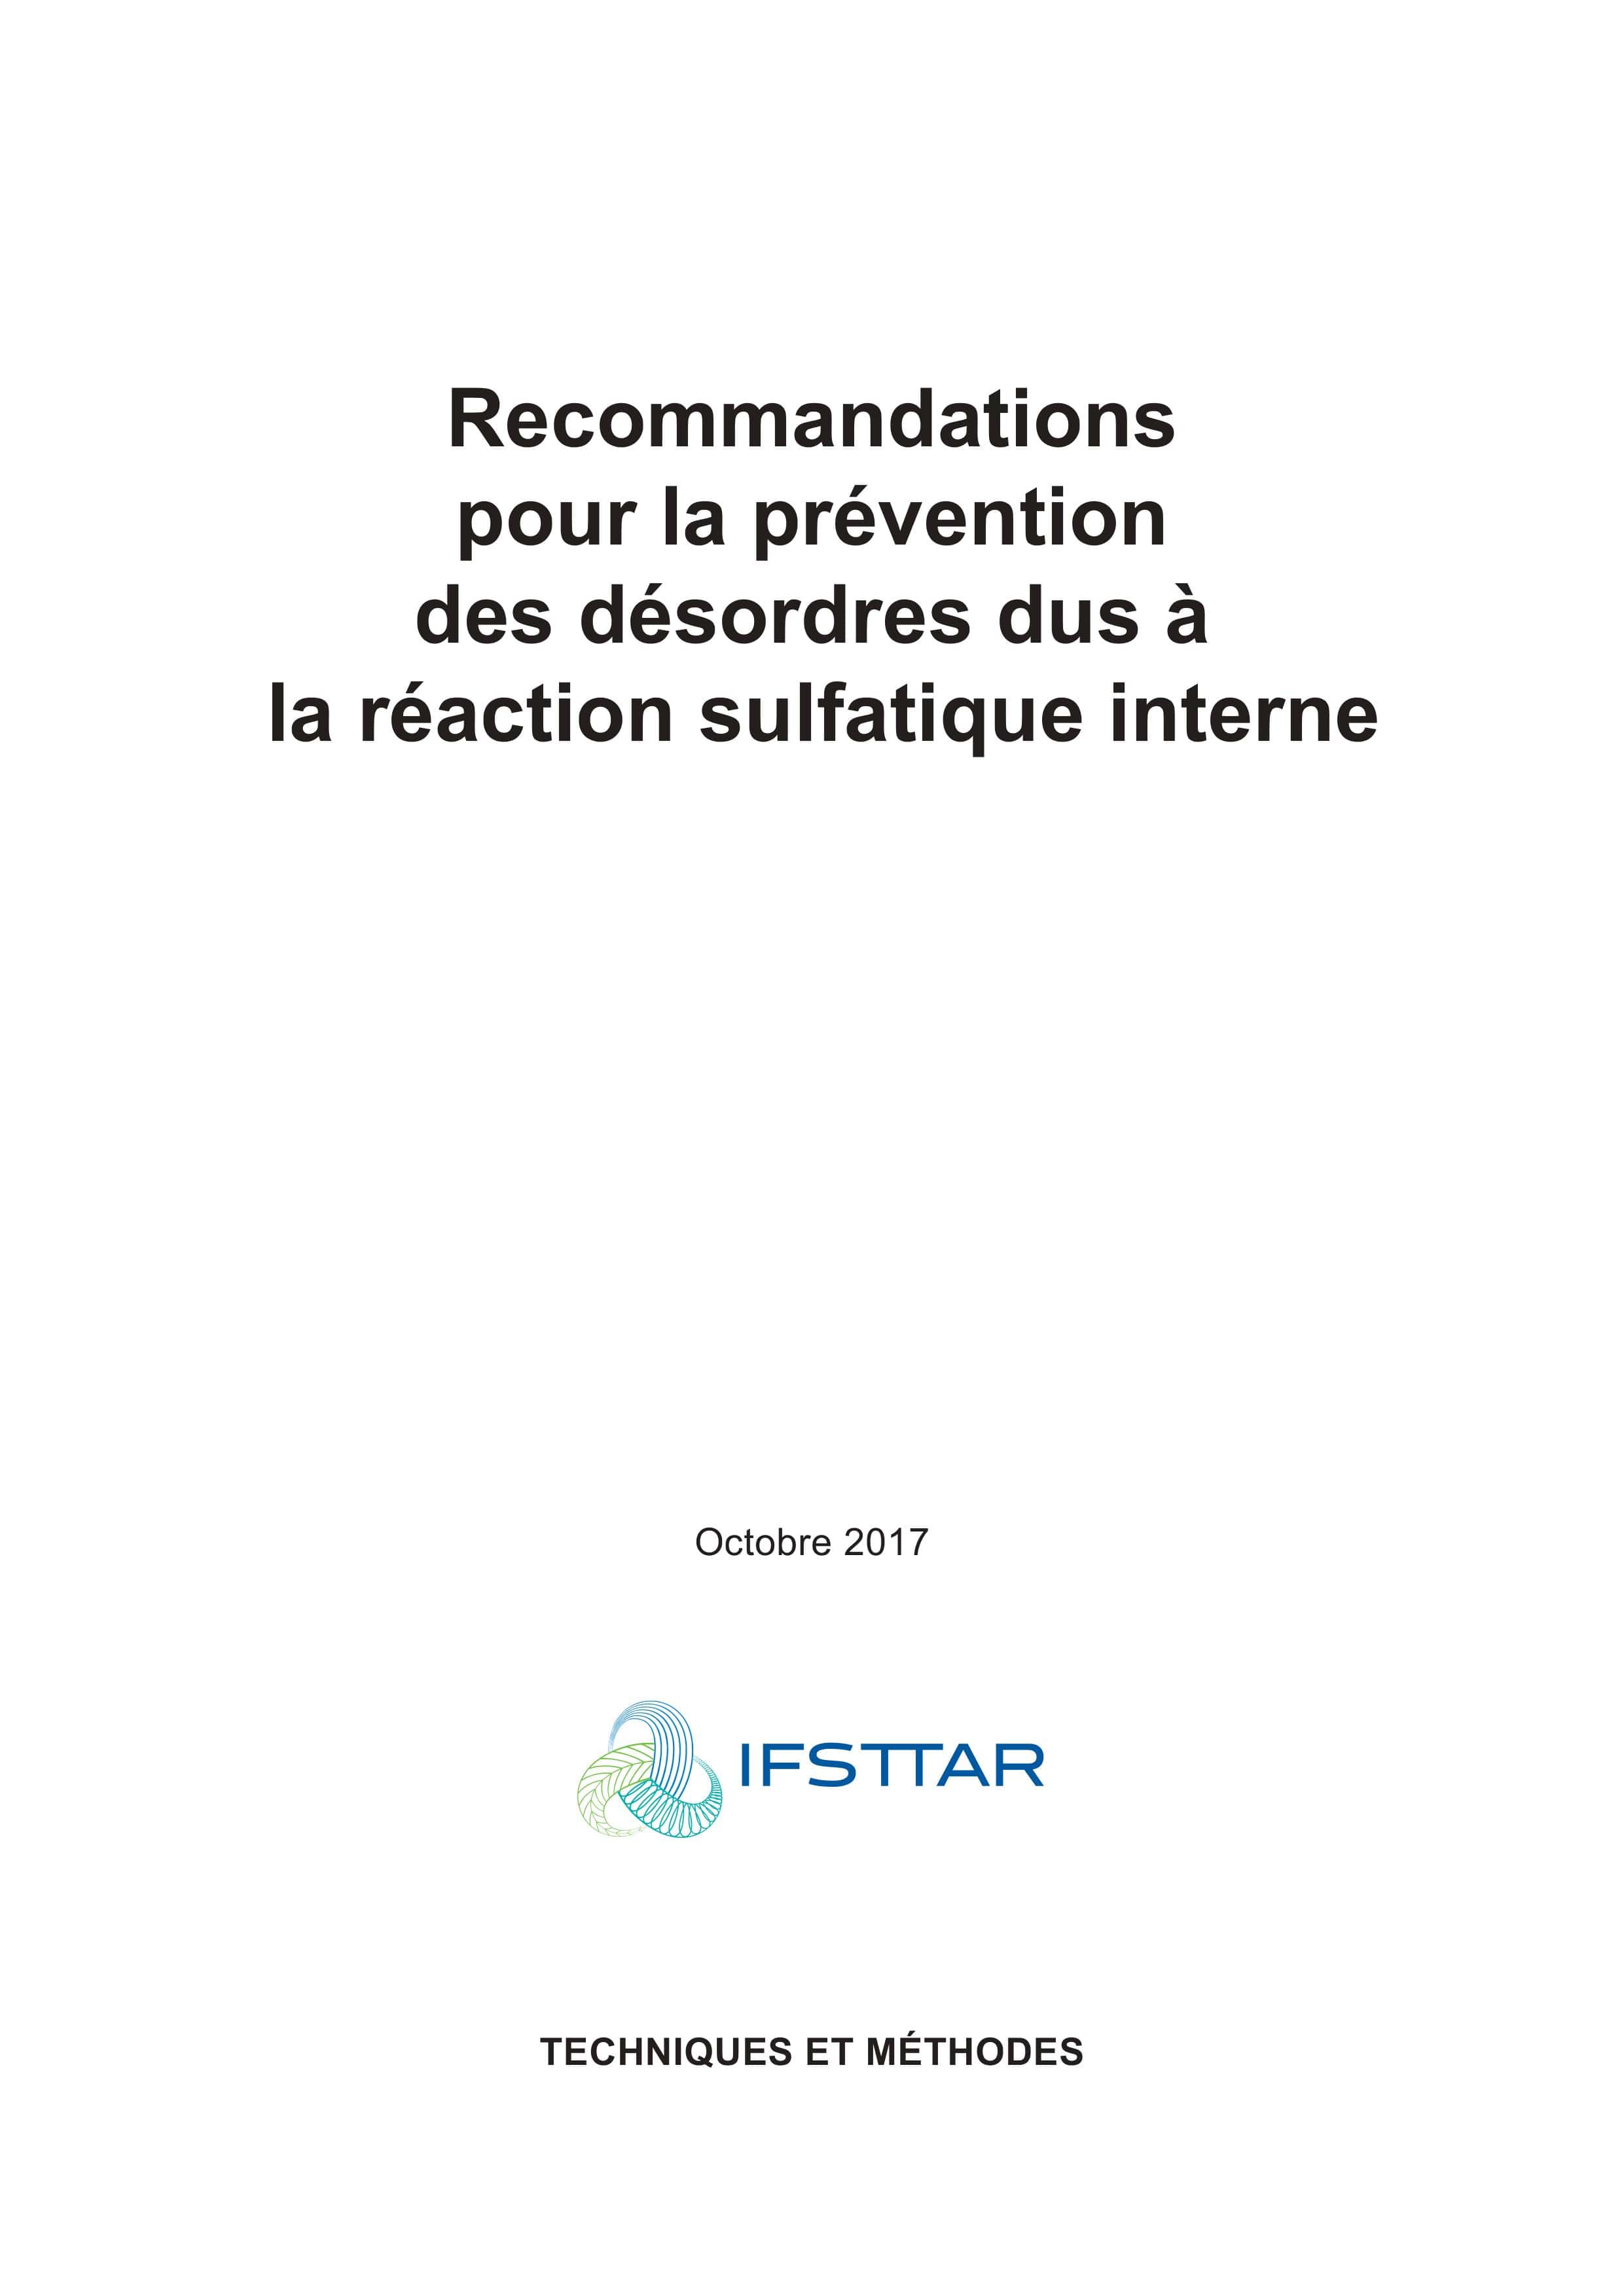 Recommandations
pour la prévention
des désordres dus à
la réaction sulfatique interne
Octobre 2017
IFSTTAR
TECHNIQUES ET MÉTHODES